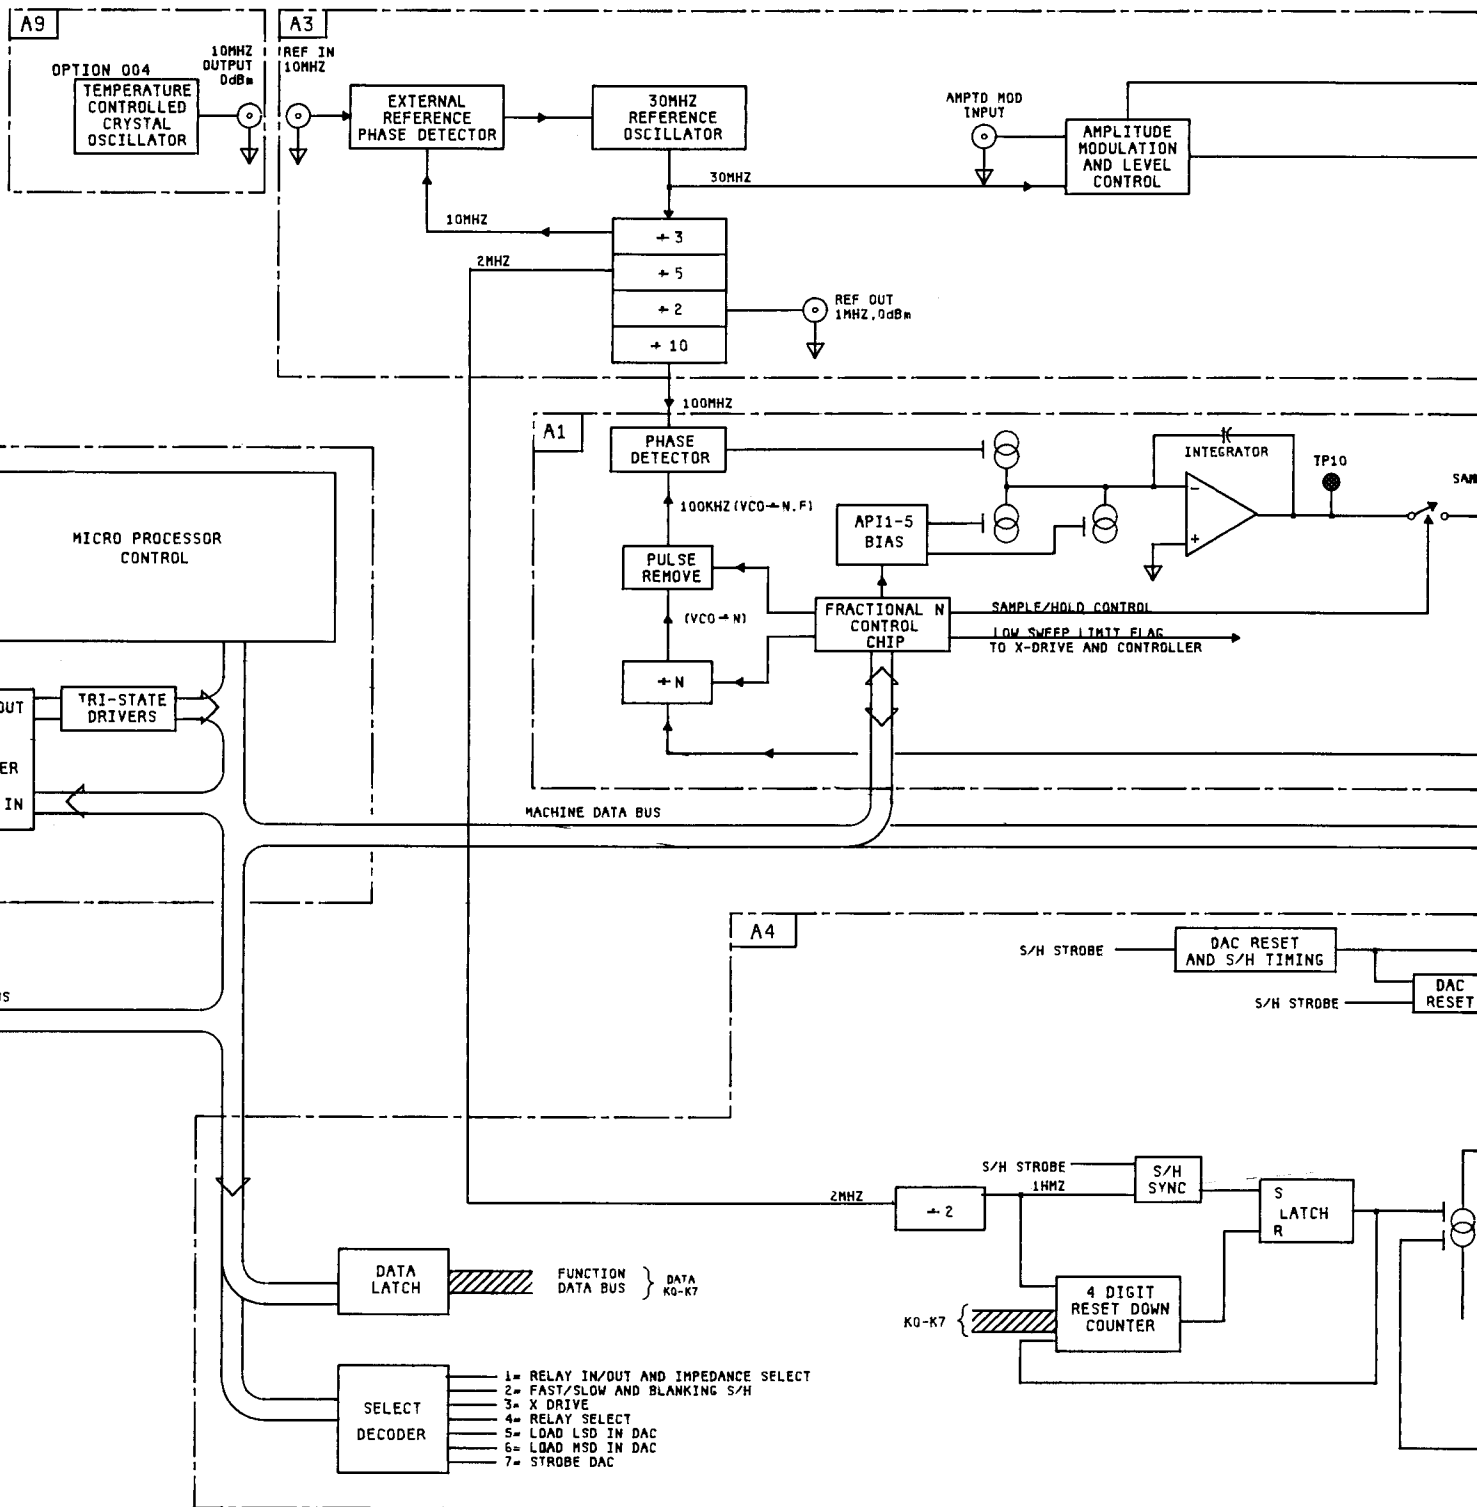 A9
10MHZ
OUTPUT
0dBm
OPTION 004
TEMPERATURE
CONTROLLED
CRYSTAL
OSCILLATOR
A3
REF IN
10MHZ
EXTERNAL
REFERENCE
PHASE DETECTOR
30MHZ
REFERENCE
OSCILLATOR
AMPTD MOD
INPUT
AMPLITUDE
MODULATION
AND LEVEL
CONTROL
30MHZ
10MHZ
÷ 3
2MHZ
÷ 5
÷ 2
÷ 10
REF OUT
1MHZ,0dBm
100MHZ
A1
PHASE
DETECTOR
INTEGRATOR
TP10
SAM
100KHZ(VCO÷N.F)
API1-5
BIAS
-
+
PULSE
REMOVE
(VCO÷N)
FRACTIONAL N
CONTROL
CHIP
SAMPLE/HOLD CONTROL
LOW SWEEP LIMIT FLAG
TO X-DRIVE AND CONTROLLER
÷N
MICRO PROCESSOR
CONTROL
OUT
TRI-STATE
DRIVERS
ER
IN
MACHINE DATA BUS
A4
S/H STROBE
DAC RESET
AND S/H TIMING
S/H STROBE
DAC
RESET
US
S/H STROBE
S/H
SYNC
2MHZ
÷ 2
1HMZ
S
LATCH
R
DATA
LATCH
FUNCTION
DATA BUS
DATA
K0-K7
K0-K7
4 DIGIT
RESET DOWN
COUNTER
SELECT
DECODER
1= RELAY IN/OUT AND IMPEDANCE SELECT
2= FAST/SLOW AND BLANKING S/H
3= X DRIVE
4= RELAY SELECT
5= LOAD LSD IN DAC
6= LOAD MSD IN DAC
7= STROBE DAC